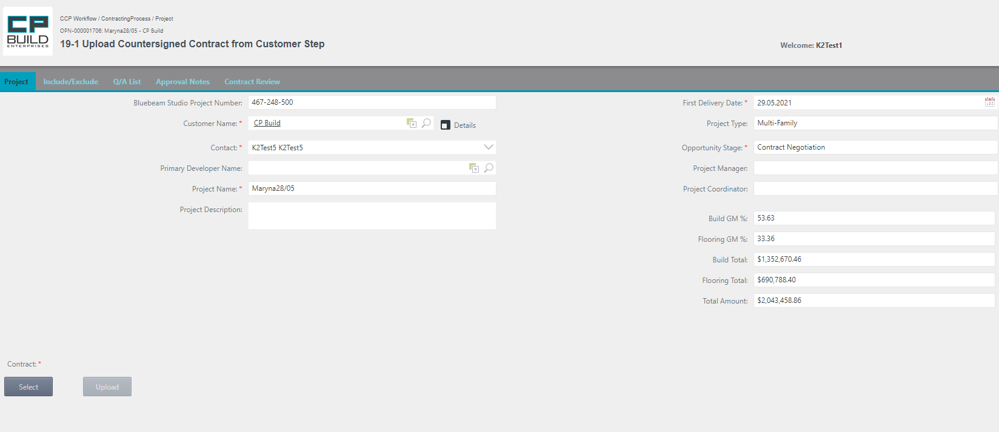 CP
BUILD
ENTERPRISES
CCP Workflow / ContractingProcess / Project
OPN-000001706: Maryna28/05 - CP Build
19-1 Upload Countersigned Contract from Customer Step
Welcome: K2Test1
Project
Include/Exclude
Q/A List
Approval Notes
Contract Review
Bluebeam Studio Project Number: 467-248-500
Customer Name: * CP Build Details
Contact: * K2Test5 K2Test5
Primary Developer Name:
Project Name: * Maryna28/05
Project Description:
First Delivery Date: * 29.05.2021
Project Type: Multi-Family
Opportunity Stage: * Contract Negotiation
Project Manager:
Project Coordinator:
Build GM %: 53.63
Flooring GM %: 33.36
Build Total: $1,352,670.46
Flooring Total: $690,788.40
Total Amount: $2,043,458.86
Contract: *
Select
Upload